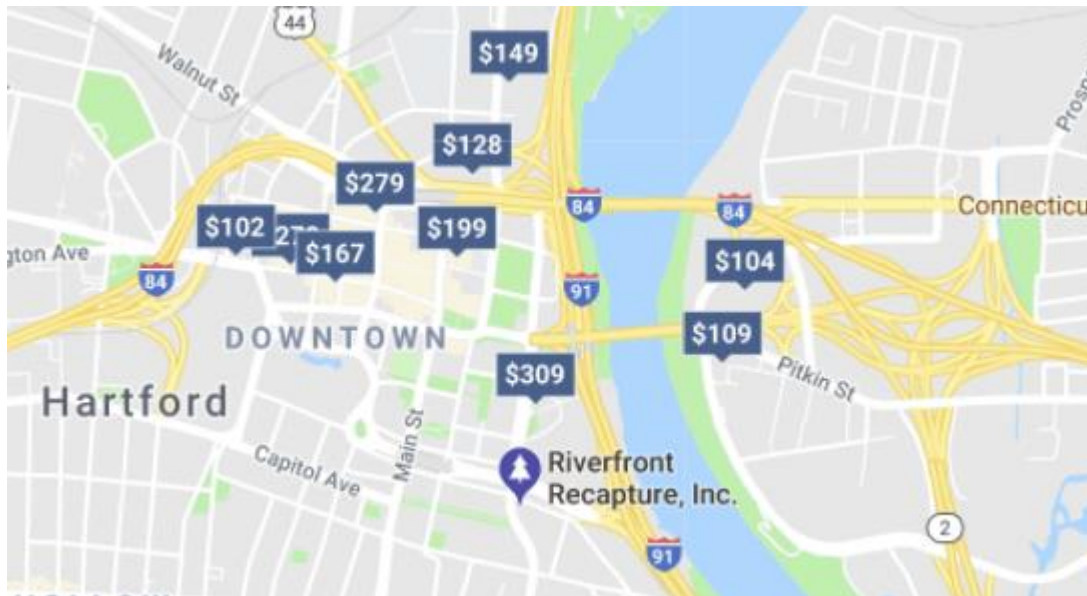 44
Walnut St
$149
Prosp
$128
$279
84
84
Connecticu
$102
$199
gton Ave
$167
84
$104
91
DOWNTOWN
$109
$309
Pitkin St
Hartford
Main St
Capitol Ave
Riverfront
Recapture, Inc.
2
91